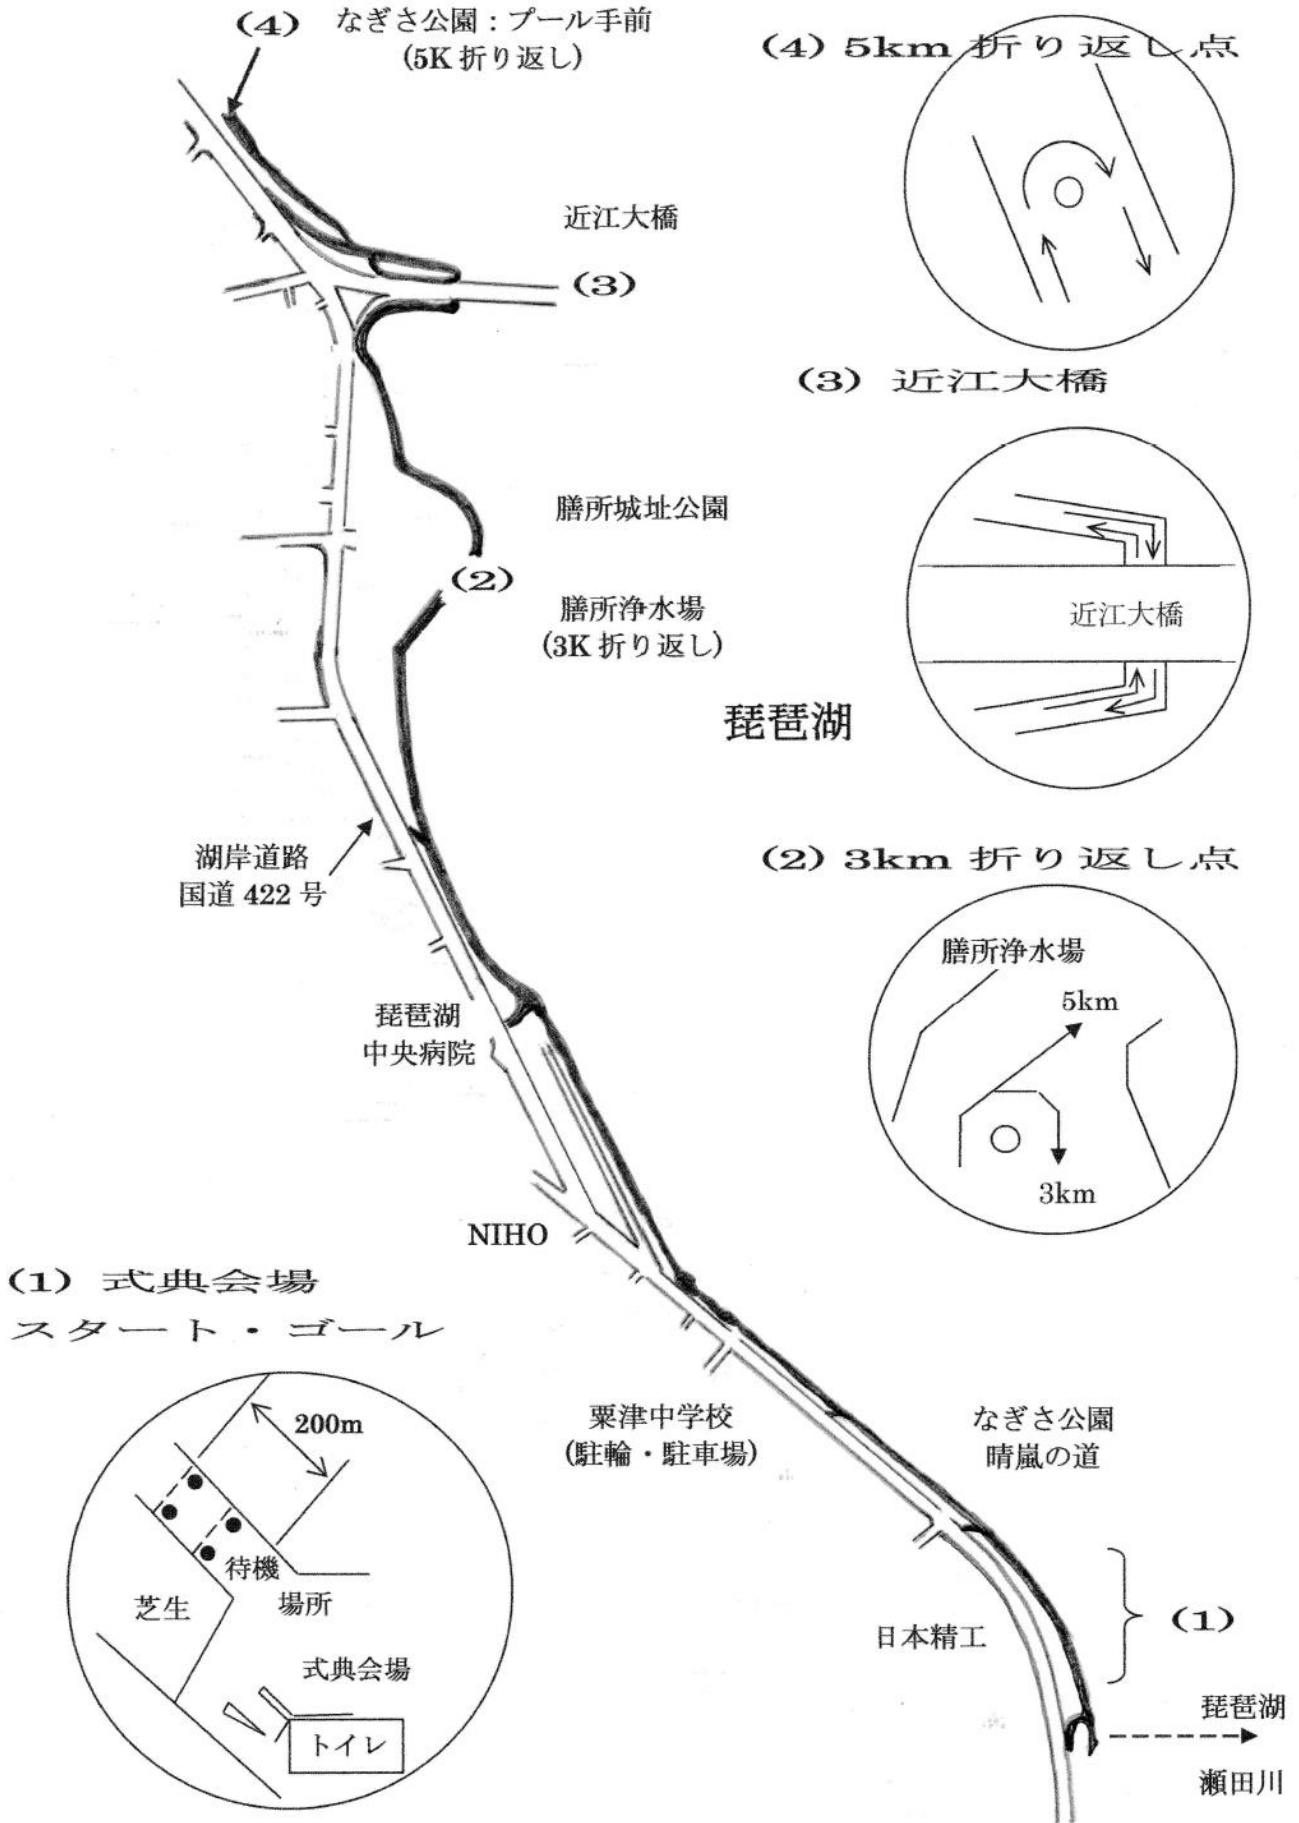 (4)
なぎさ公園：プール手前
(5K 折り返し)
(4) 5km 折り返し点
近江大橋
(3)
(3) 近江大橋
近江大橋
膳所城址公園
(2)
膳所浄水場
(3K 折り返し)
琵琶湖
湖岸道路
国道 422 号
(2) 3km 折り返し点
膳所浄水場
5km
3km
琵琶湖
中央病院
NIHO
(1) 式典会場
スタート・ゴール
200m
待機
場所
芝生
式典会場
トイレ
粟津中学校
(駐輪・駐車場)
なぎさ公園
晴嵐の道
日本精工
(1)
琵琶湖
瀬田川